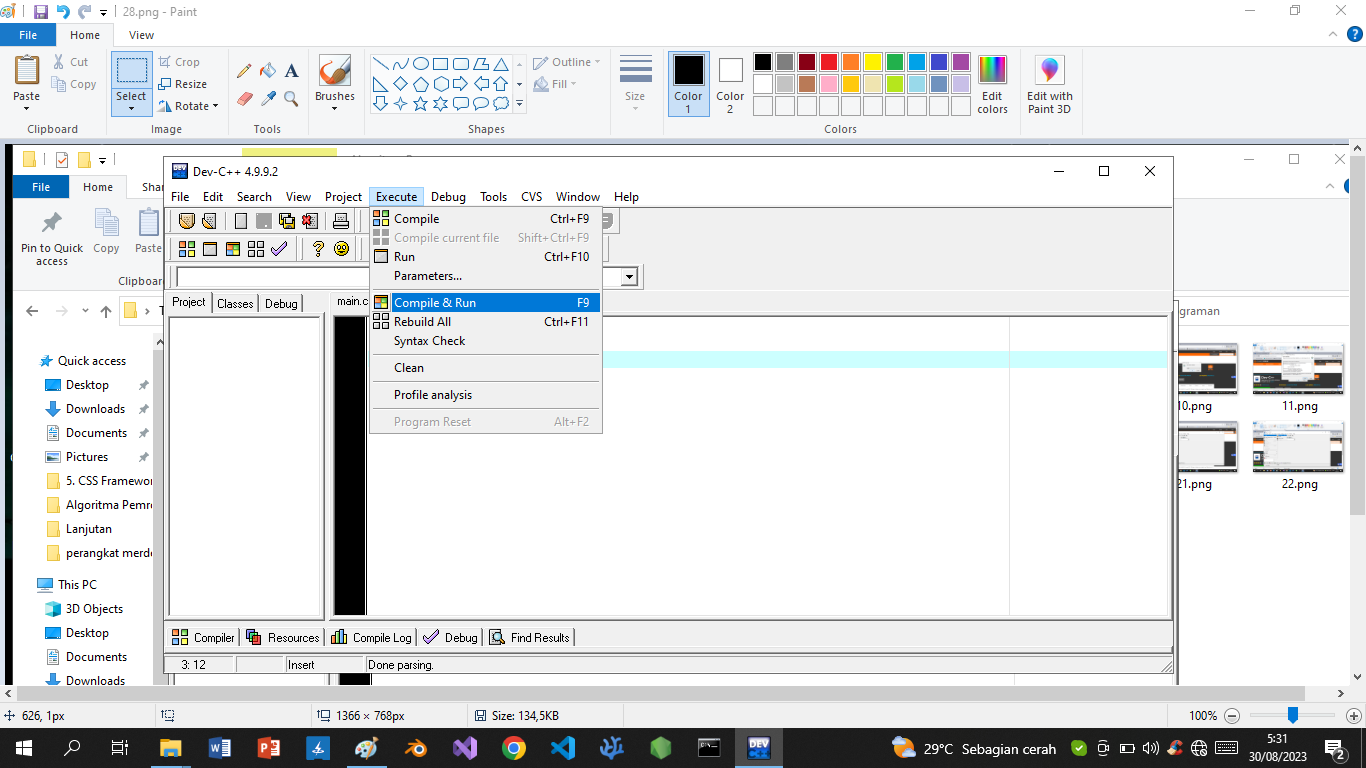 28.png - Paint
File Home View
Paste
Cut
Copy
Clipboard
Select
Crop
Resize
Rotate
Image
Tools
Brushes
Outline
Fill
Shapes
Size
Color 1
Color 2
Edit colors
Colors
Edit with Paint 3D
File Home
Pin to Quick access
Copy
Paste
Dev-C++ 4.9.9.2
File Edit Search View Project Execute Debug Tools CVS Window Help
Compile Ctrl+F9
Compile current file Shift+Ctrl+F9
Run Ctrl+F10
Parameters...
Compile & Run F9
Rebuild All Ctrl+F11
Syntax Check
Clean
Profile analysis
Program Reset Alt+F2
Project Classes Debug
main.c
graman
Quick access
Desktop
Downloads
Documents
Pictures
5. CSS Framewor
Algoritma Pemr
Lanjutan
perangkat merd
This PC
3D Objects
Desktop
Documents
Downloads
10.png
11.png
21.png
22.png
Compiler Resources Compile Log Debug Find Results
3: 12 Insert Done parsing.
626, 1px
1366 × 768px
Size: 134,5KB
100%
DEV
29°C Sebagian cerah
5:31
30/08/2023
2